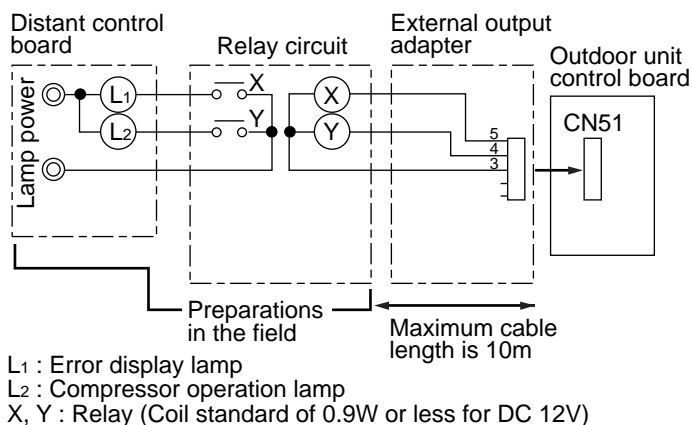 Distant control
board
Relay circuit
External output
adapter
Outdoor unit
control board
Lamp power
L1
L2
X
Y
X
Y
5
4
3
CN51
Preparations
in the field
Maximum cable
length is 10m
L1 : Error display lamp
L2 : Compressor operation lamp
X, Y : Relay (Coil standard of 0.9W or less for DC 12V)